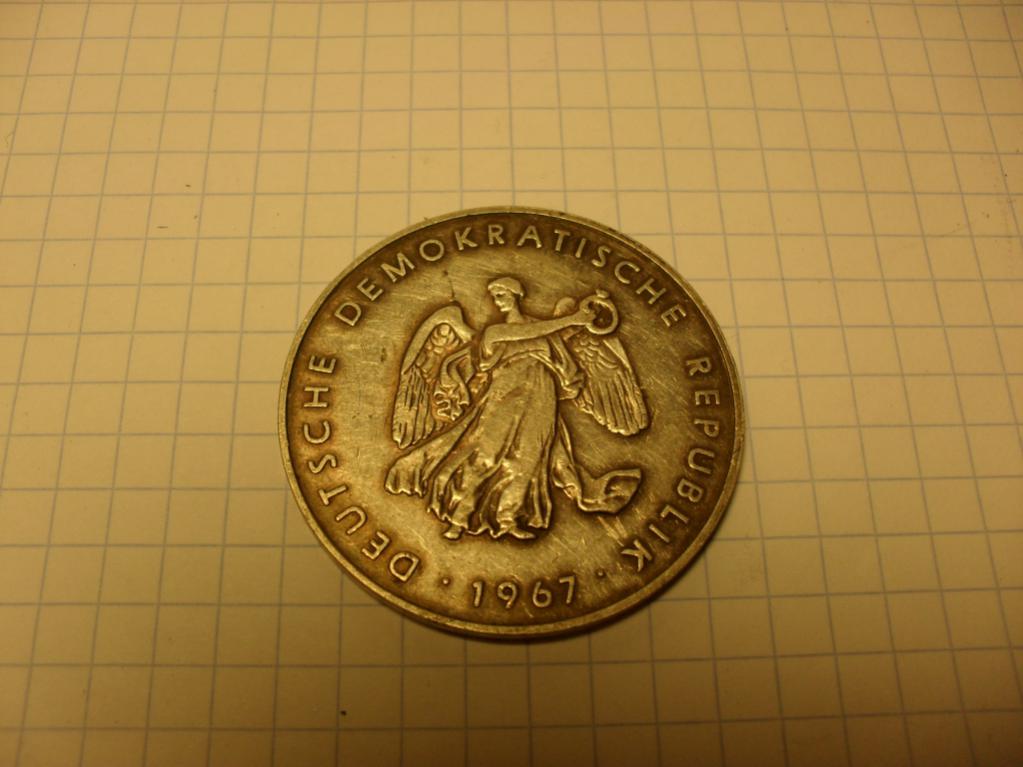 DEUTSCHE DEMOKRATISCHE REPUBLIK
· 1967 ·